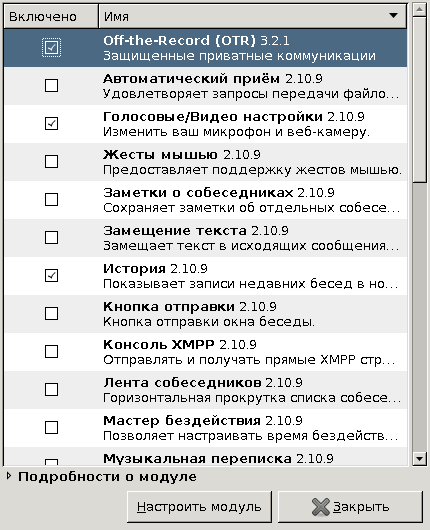 Включено Имя
Off-the-Record (OTR) 3.2.1
Защищенные приватные коммуникации
Автоматический приём 2.10.9
Удовлетворяет запросы передачи файло...
Голосовые/Видео настройки 2.10.9
Изменить ваш микрофон и веб-камеру.
Жесты мышью 2.10.9
Предоставляет поддержку жестов мышью.
Заметки о собеседниках 2.10.9
Сохраняет заметки об отдельных собесе...
Замещение текста 2.10.9
Замещает текст в исходящих сообщения...
История 2.10.9
Показывает записи недавних бесед в но...
Кнопка отправки 2.10.9
Кнопка отправки окна беседы.
Консоль XMPP 2.10.9
Отправлять и получать прямые XMPP стр...
Лента собеседников 2.10.9
Горизонтальная прокрутка списка собесе...
Мастер бездействия 2.10.9
Позволяет настраивать время бездейств...
Музыкальная переписка 2.10.9
Подробности о модуле
Настроить модуль Закрыть